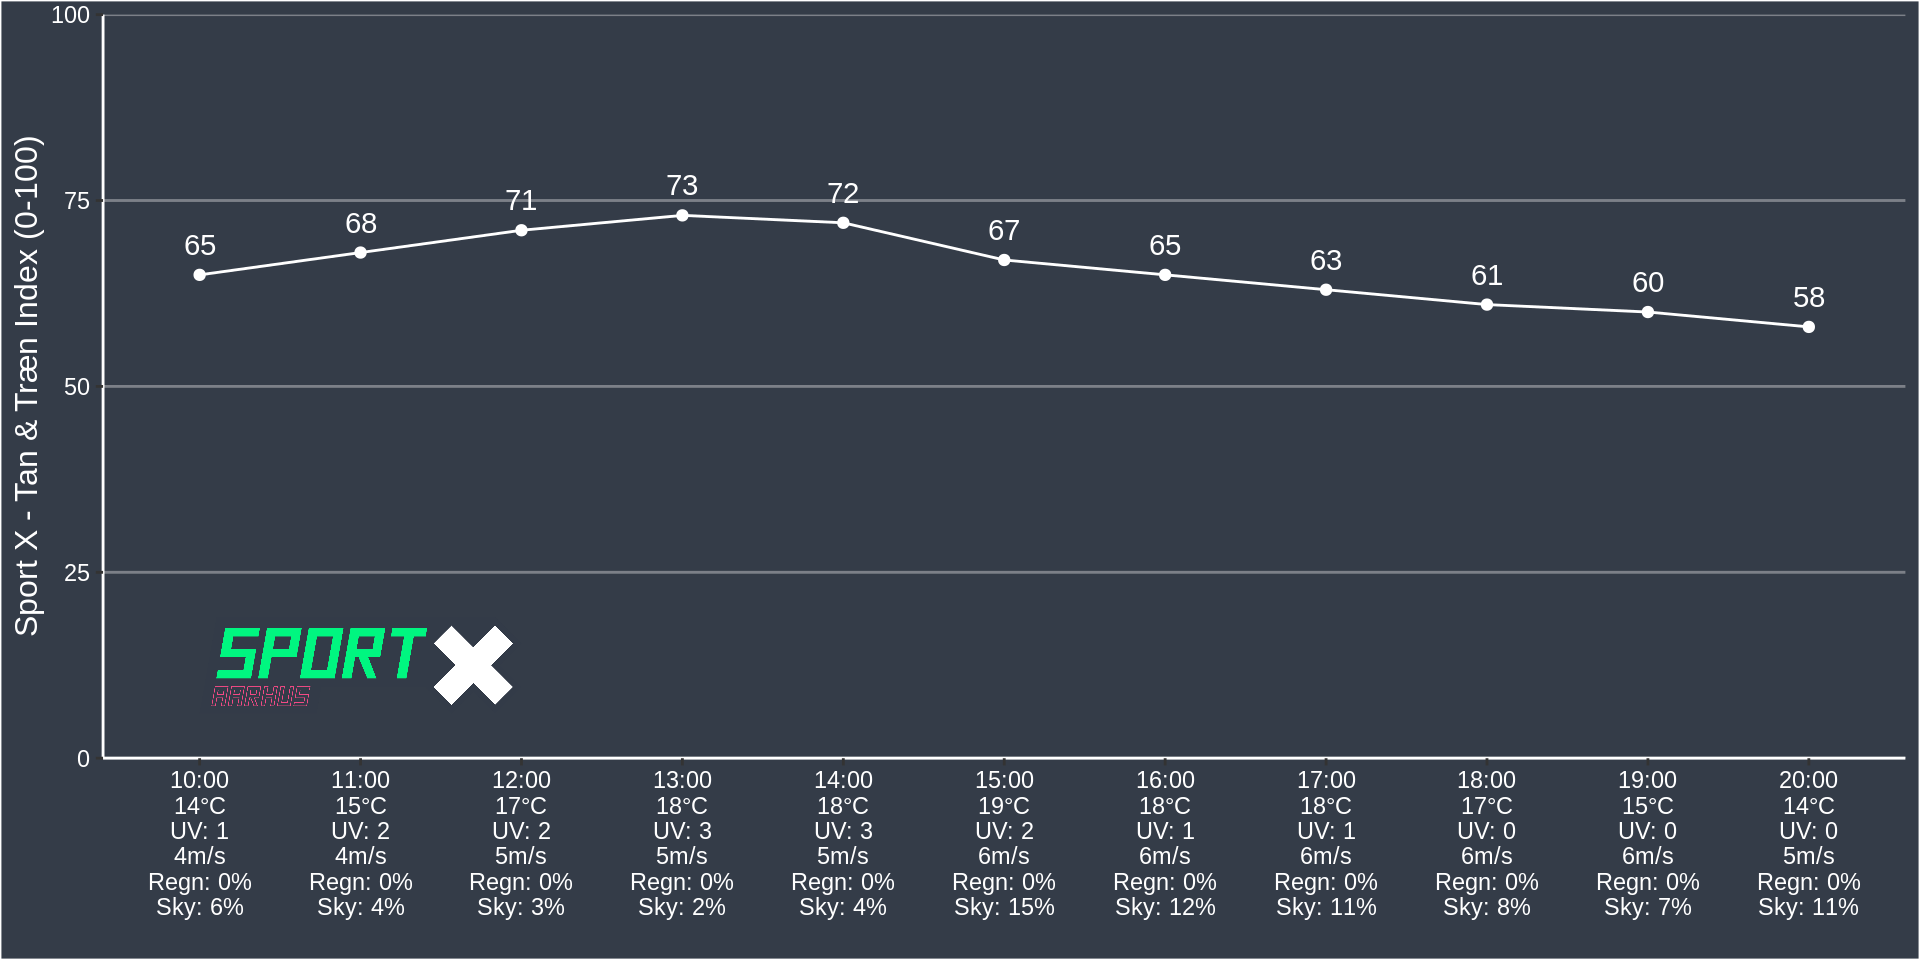 Sport X - Tan & Træn Index (0-100)
100
75
50
25
0
65
68
71
73
72
67
65
63
61
60
58
SPORT X
AARHUS
10:00
14°C
UV: 1
4m/s
Regn: 0%
Sky: 6%
11:00
15°C
UV: 2
4m/s
Regn: 0%
Sky: 4%
12:00
17°C
UV: 2
5m/s
Regn: 0%
Sky: 3%
13:00
18°C
UV: 3
5m/s
Regn: 0%
Sky: 2%
14:00
18°C
UV: 3
5m/s
Regn: 0%
Sky: 4%
15:00
19°C
UV: 2
6m/s
Regn: 0%
Sky: 15%
16:00
18°C
UV: 1
6m/s
Regn: 0%
Sky: 12%
17:00
18°C
UV: 1
6m/s
Regn: 0%
Sky: 11%
18:00
17°C
UV: 0
6m/s
Regn: 0%
Sky: 8%
19:00
15°C
UV: 0
6m/s
Regn: 0%
Sky: 7%
20:00
14°C
UV: 0
5m/s
Regn: 0%
Sky: 11%